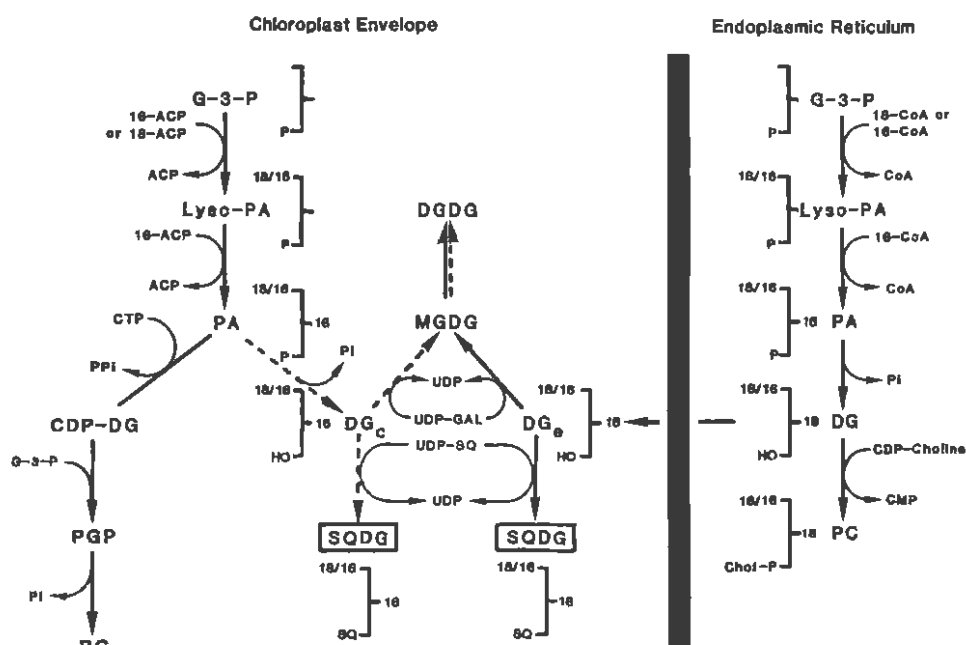 Chloroplast Envelope
Endoplasmic Reticulum
G-3-P
16-ACP
or 18-ACP
ACP
P
Lyso-PA
18/16
P
16-ACP
ACP
PA
18/16
16
P
CTP
PPi
Pi
CDP-DG
G-3-P
PGP
Pi
DGDG
MGDG
UDP
UDP-GAL
UDP-SQ
UDP
18/16
16
HO
DGc
DGe
18/16
16
HO
SQDG
SQDG
18/16
16
SQ
18/16
SQ
P
G-3-P
18-CoA or
16-CoA
CoA
18/16
P
Lyso-PA
16-CoA
CoA
18/16
P
PA
Pi
18/16
HO
DG
CDP-Choline
CMP
18/16
18
Chol-P
PC